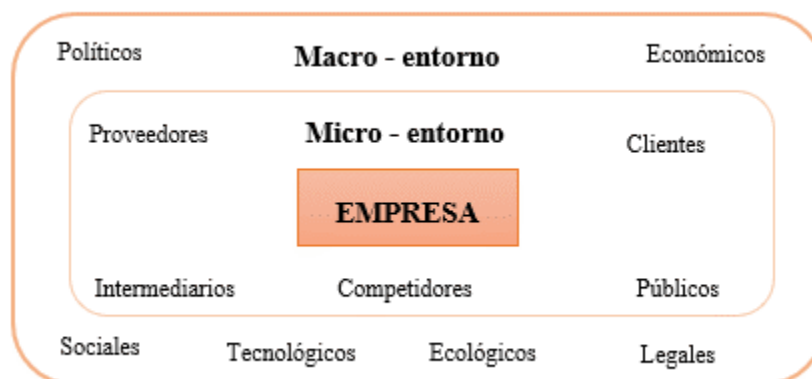 Políticos
Macro - entorno
Económicos
Proveedores
Micro - entorno
Clientes
EMPRESA
Intermediarios
Competidores
Públicos
Sociales
Tecnológicos
Ecológicos
Legales